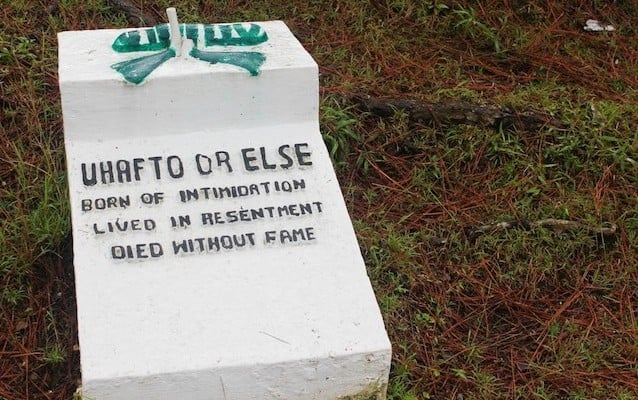 UHAFTO OR ELSE
BORN OF INTIMIDATION
LIVED IN RESENTMENT
DIED WITHOUT FAME